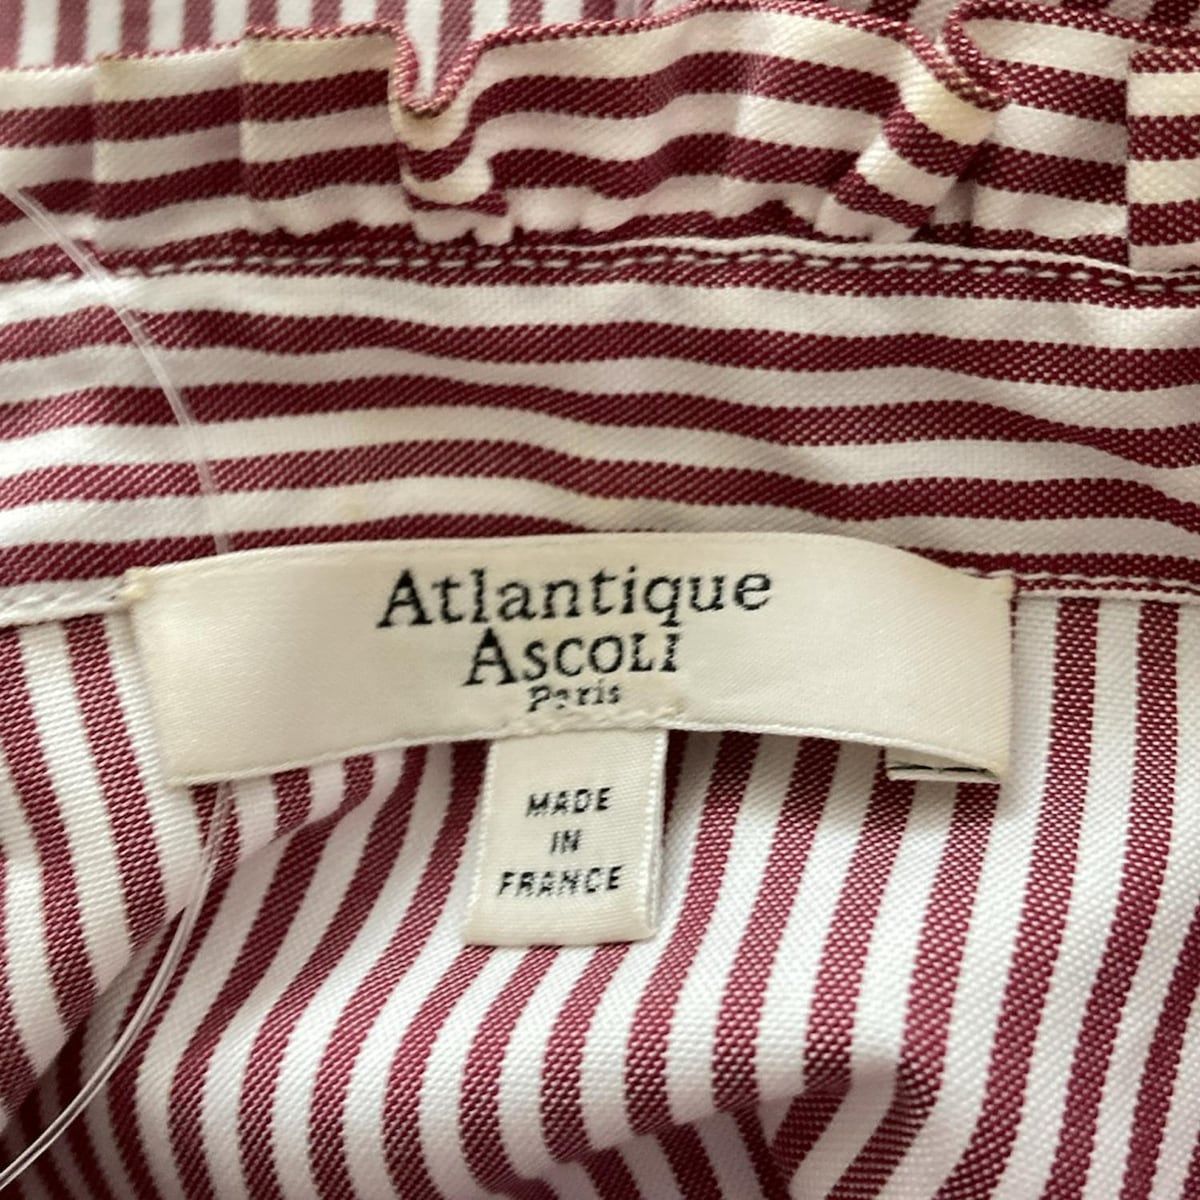 Atlantique
ASCOLI
Paris
MADE
IN
FRANCE